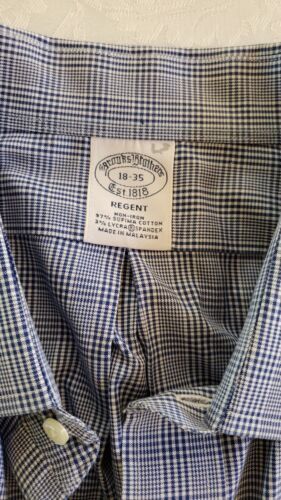 Brooks Brothers
18-35
Est 1818
REGENT
NON-IRON
97% SUPIMA COTTON
3% LYCRA® SPANDEX
MADE IN MALAYSIA